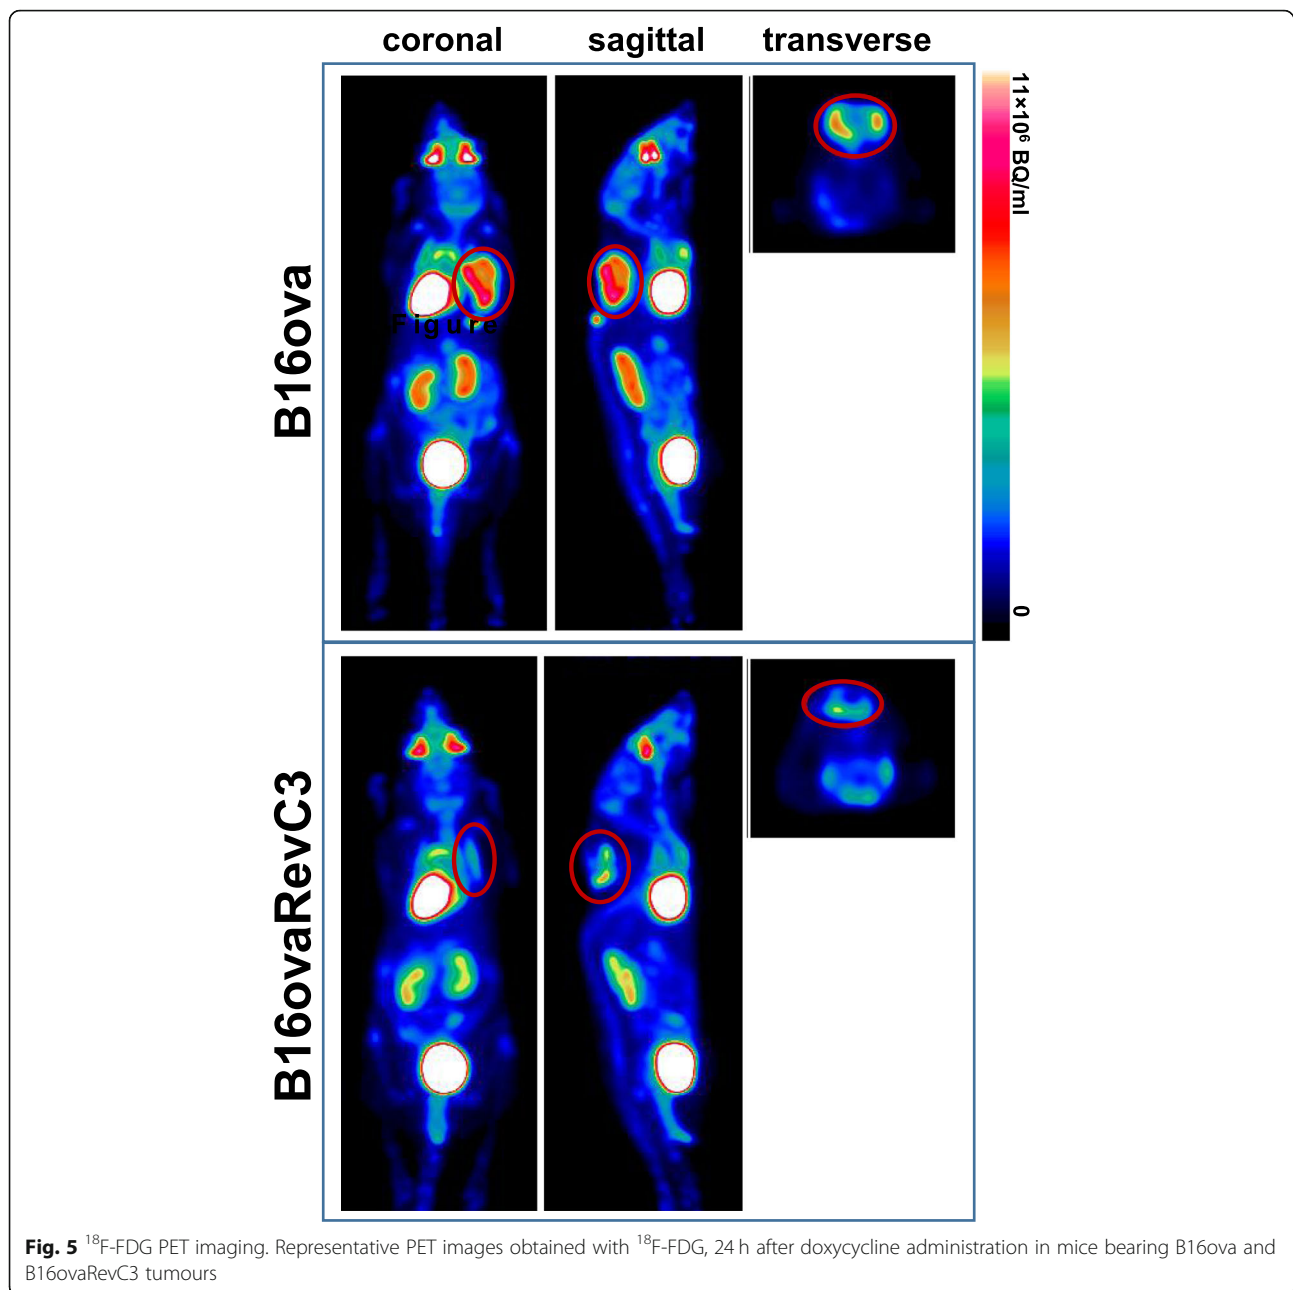 coronal sagittal transverse
11×10⁶ BQ/ml
B16ova
Figure
0
B16ovaRevC3
Fig. 5 ¹⁸F-FDG PET imaging. Representative PET images obtained with ¹⁸F-FDG, 24 h after doxycycline administration in mice bearing B16ova and
B16ovaRevC3 tumours